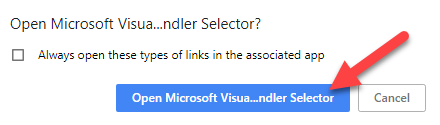 Open Microsoft Visua...ndler Selector?
Always open these types of links in the associated app
Open Microsoft Visua...ndler Selector
Cancel